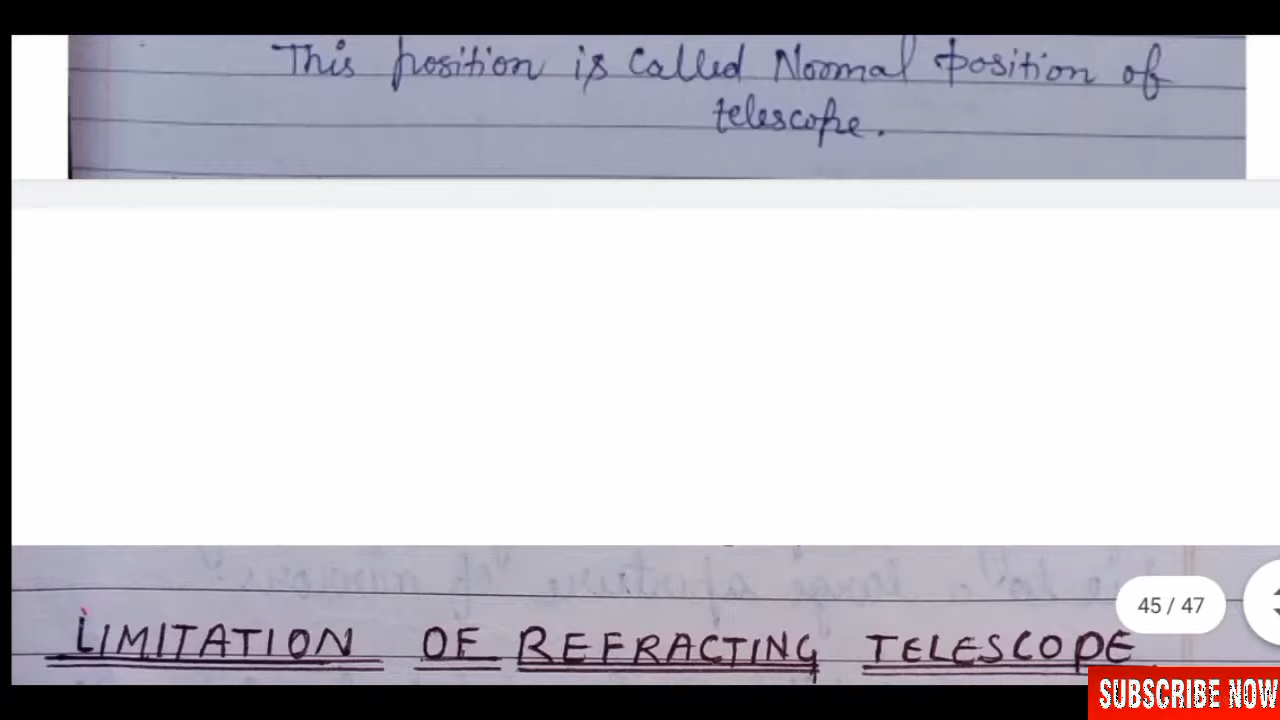 This position is called Normal position of
telescope.
45 / 47
LIMITATION OF REFRACTING TELESCOPE
SUBSCRIBE NOW